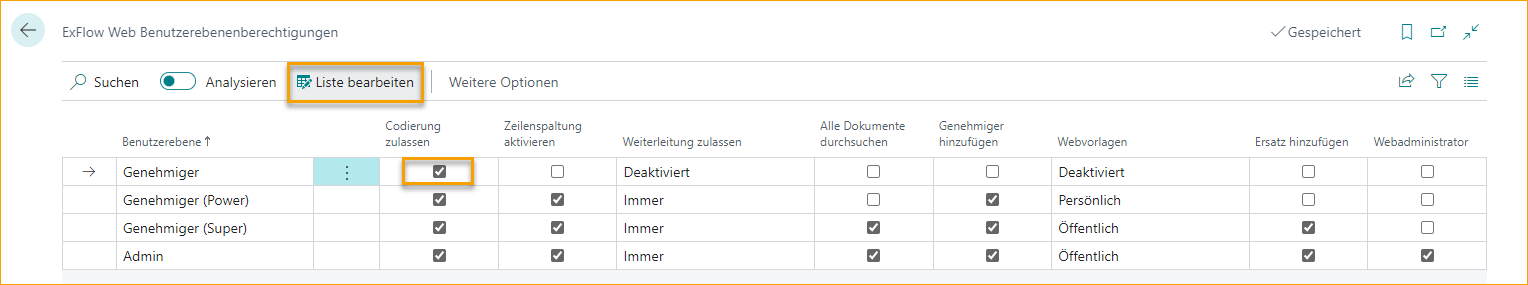 ExFlow Web Benutzerebenenberechtigungen
Gespeichert
Suchen Analysieren Liste bearbeiten Weitere Optionen
Benutzerebene ↑ Codierung zulassen Zeilenspaltung aktivieren Weiterleitung zulassen Alle Dokumente durchsuchen Genehmiger hinzufügen Webvorlagen Ersatz hinzufügen Webadministrator
Genehmiger Deaktiviert Deaktiviert
Genehmiger (Power) Immer Persönlich
Genehmiger (Super) Immer Öffentlich
Admin Immer Öffentlich